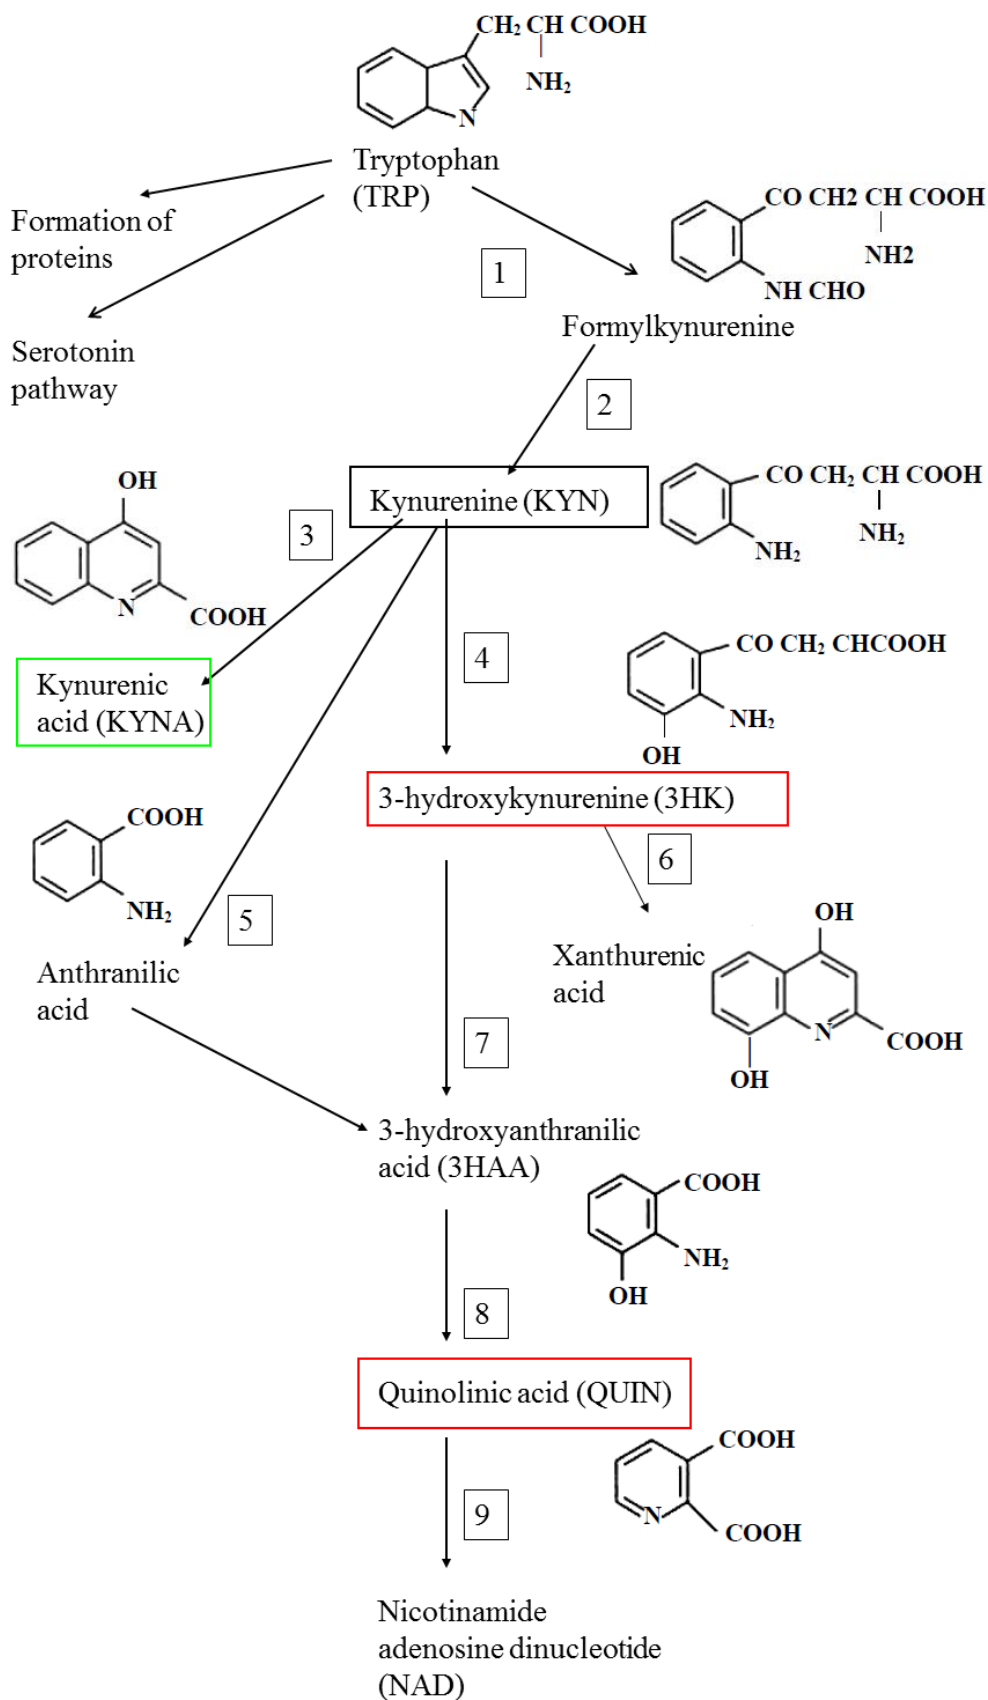 CH₂ CH COOH
NH₂
N
Tryptophan
(TRP)
Formation of
proteins
Serotonin
pathway
1
CO CH2 CH COOH
NH2
NH CHO
Formylkynurenine
2
OH
N
COOH
3
Kynurenine (KYN)
CO CH₂ CH COOH
NH₂
NH₂
Kynurenic
acid (KYNA)
4
CO CH₂ CHCOOH
NH₂
OH
3-hydroxykynurenine (3HK)
COOH
NH₂
5
Anthranilic
acid
6
Xanthurenic
acid
OH
N
COOH
OH
7
3-hydroxyanthranilic
acid (3HAA)
COOH
NH₂
OH
8
Quinolinic acid (QUIN)
COOH
N
COOH
9
Nicotinamide
adenosine dinucleotide
(NAD)